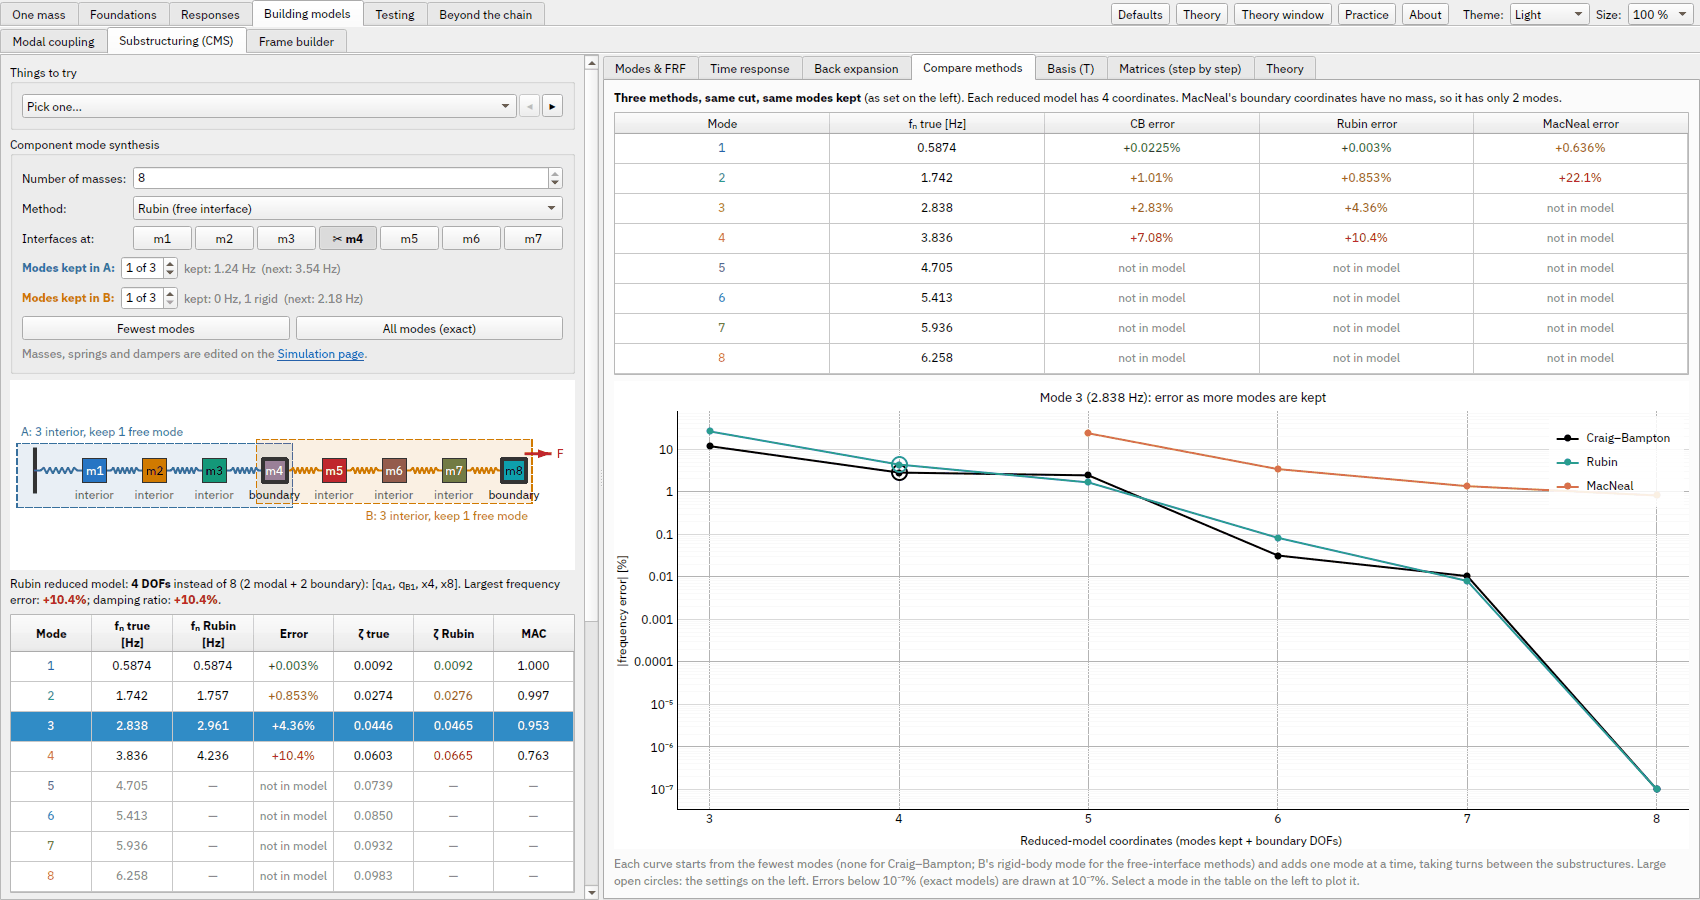 One mass Foundations Responses Building models Testing Beyond the chain Defaults Theory Theory window Practice About Theme: Light Size: 100 %
Modal coupling Substructuring (CMS) Frame builder
Things to try
Pick one...
Component mode synthesis
Number of masses: 8
Method: Rubin (free interface)
Interfaces at: m1 m2 m3 ✂ m4 m5 m6 m7
Modes kept in A: 1 of 3 kept: 1.24 Hz (next: 3.54 Hz)
Modes kept in B: 1 of 3 kept: 0 Hz, 1 rigid (next: 2.18 Hz)
Fewest modes All modes (exact)
Masses, springs and dampers are edited on the Simulation page.
A: 3 interior, keep 1 free mode
m1 m2 m3 m4 m5 m6 m7 m8 F
interior interior interior boundary interior interior interior boundary
B: 3 interior, keep 1 free mode
Rubin reduced model: 4 DOFs instead of 8 (2 modal + 2 boundary): [qA1, qB1, x4, x8]. Largest frequency
error: +10.4%; damping ratio: +10.4%.
Mode fₙ true [Hz] fₙ Rubin [Hz] Error ζ true ζ Rubin MAC
1 0.5874 0.5874 +0.003% 0.0092 0.0092 1.000
2 1.742 1.757 +0.853% 0.0274 0.0276 0.997
3 2.838 2.961 +4.36% 0.0446 0.0465 0.953
4 3.836 4.236 +10.4% 0.0603 0.0665 0.763
5 4.705 — not in model 0.0739 — —
6 5.413 — not in model 0.0850 — —
7 5.936 — not in model 0.0932 — —
8 6.258 — not in model 0.0983 — —
Modes & FRF Time response Back expansion Compare methods Basis (T) Matrices (step by step) Theory
Three methods, same cut, same modes kept (as set on the left). Each reduced model has 4 coordinates. MacNeal's boundary coordinates have no mass, so it has only 2 modes.
Mode fₙ true [Hz] CB error Rubin error MacNeal error
1 0.5874 +0.0225% +0.003% +0.636%
2 1.742 +1.01% +0.853% +22.1%
3 2.838 +2.83% +4.36% not in model
4 3.836 +7.08% +10.4% not in model
5 4.705 not in model not in model not in model
6 5.413 not in model not in model not in model
7 5.936 not in model not in model not in model
8 6.258 not in model not in model not in model
Mode 3 (2.838 Hz): error as more modes are kept
Craig–Bampton
Rubin
MacNeal
|frequency error| [%]
10
1
0.1
0.01
0.001
0.0001
10⁻⁵
10⁻⁶
10⁻⁷
3 4 5 6 7 8
Reduced-model coordinates (modes kept + boundary DOFs)
Each curve starts from the fewest modes (none for Craig–Bampton; B's rigid-body mode for the free-interface methods) and adds one mode at a time, taking turns between the substructures. Large
open circles: the settings on the left. Errors below 10⁻⁷% (exact models) are drawn at 10⁻⁷%. Select a mode in the table on the left to plot it.